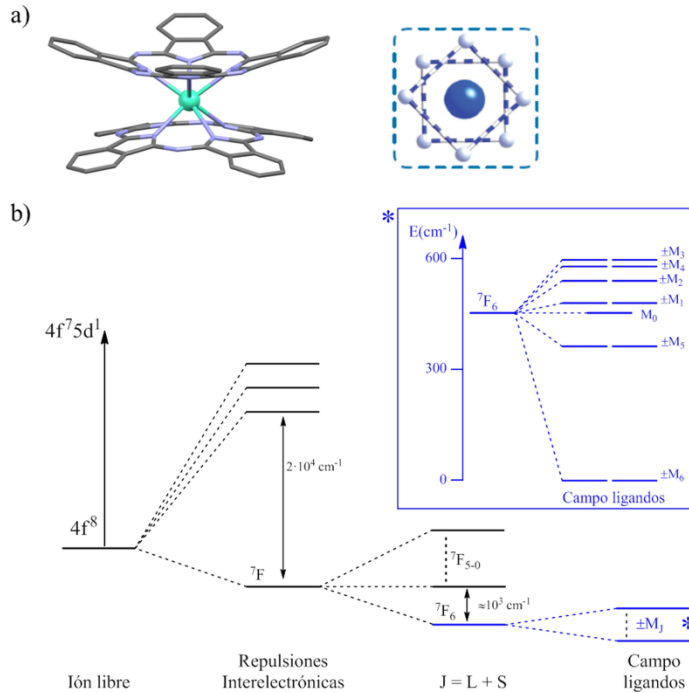 a)
b)
*
E(cm⁻¹)
600
300
0
⁷F₆
±M₃
±M₄
±M₂
±M₁
M₀
±M₅
±M₆
Campo ligandos
4f⁷5d¹
4f⁸
2·10⁴ cm⁻¹
⁷F
⁷F₅₋₀
⁷F₆
≈10³ cm⁻¹
±Mⱼ *
Ión libre
Repulsiones
Interelectrónicas
J = L + S
Campo
ligandos